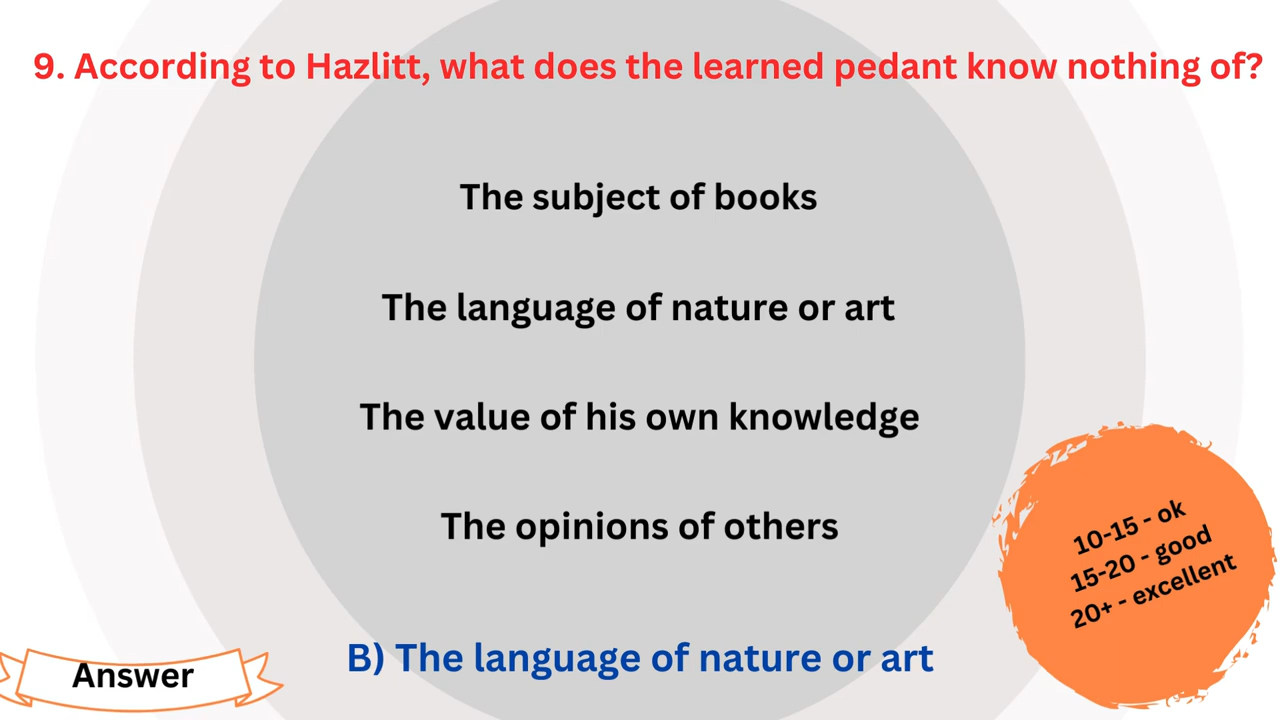 9. According to Hazlitt, what does the learned pedant know nothing of?
The subject of books
The language of nature or art
The value of his own knowledge
The opinions of others
10-15 - ok
15-20 - good
20+ - excellent
B) The language of nature or art
Answer